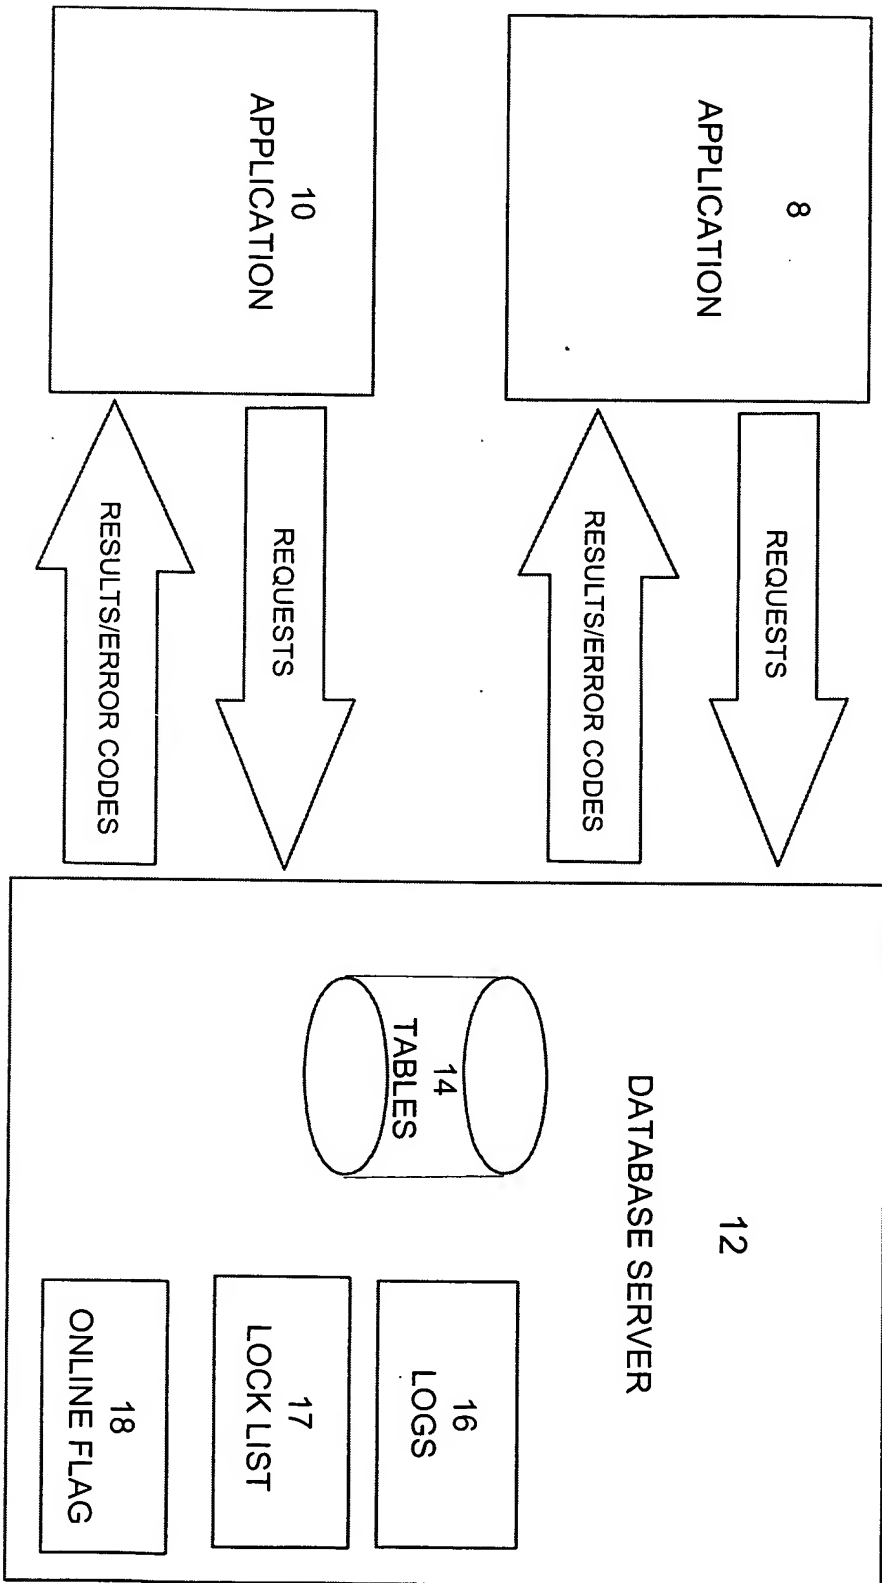 8
APPLICATION
REQUESTS
RESULTS/ERROR CODES
10
APPLICATION
REQUESTS
RESULTS/ERROR CODES
12
DATABASE SERVER
14
TABLES
16
LOGS
17
LOCK LIST
18
ONLINE FLAG